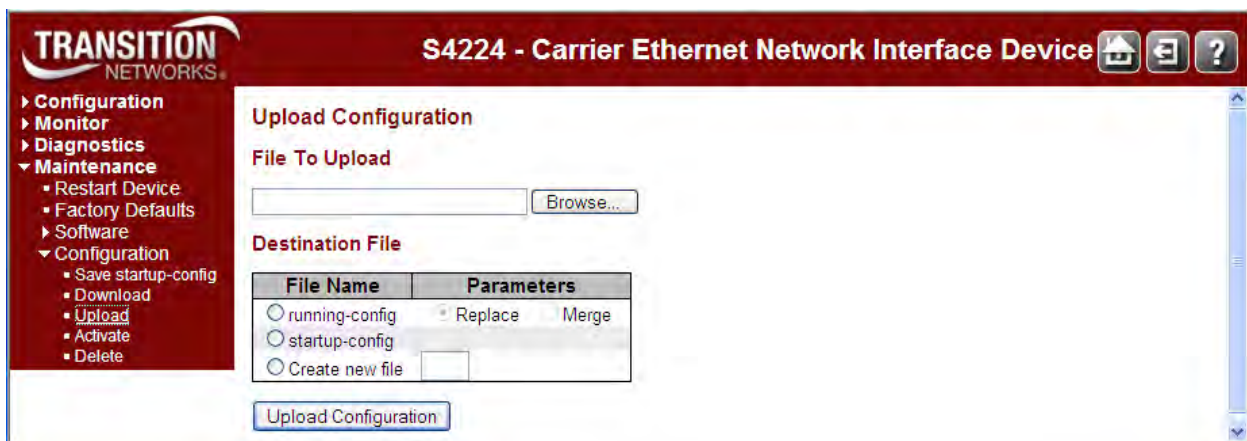 TRANSITION
NETWORKS®
S4224 - Carrier Ethernet Network Interface Device
?
Configuration
Monitor
Diagnostics
Maintenance
Restart Device
Factory Defaults
Software
Configuration
Save startup-config
Download
Upload
Activate
Delete
Upload Configuration
File To Upload
Browse...
Destination File
File Name Parameters
running-config Replace Merge
startup-config
Create new file
Upload Configuration